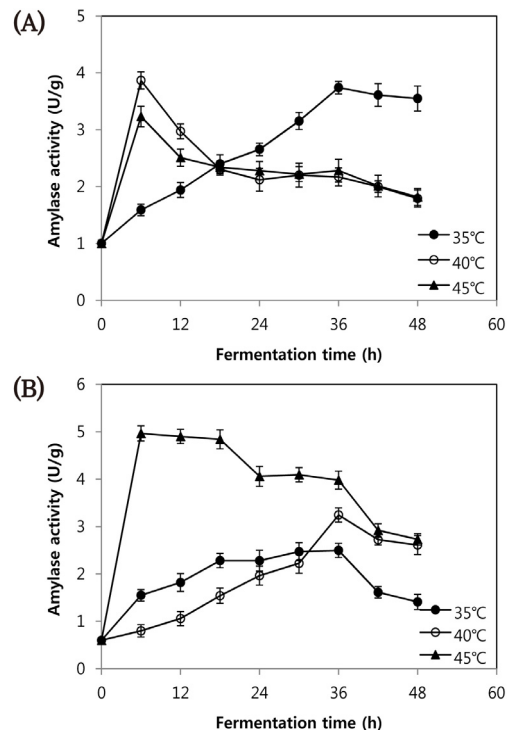 (A)
Amylase activity (U/g)
5
4
3
2
1
0
35℃
40℃
45℃
0 12 24 36 48 60
Fermentation time (h)
(B)
Amylase activity (U/g)
6
5
4
3
2
1
0
35℃
40℃
45℃
0 12 24 36 48 60
Fermentation time (h)